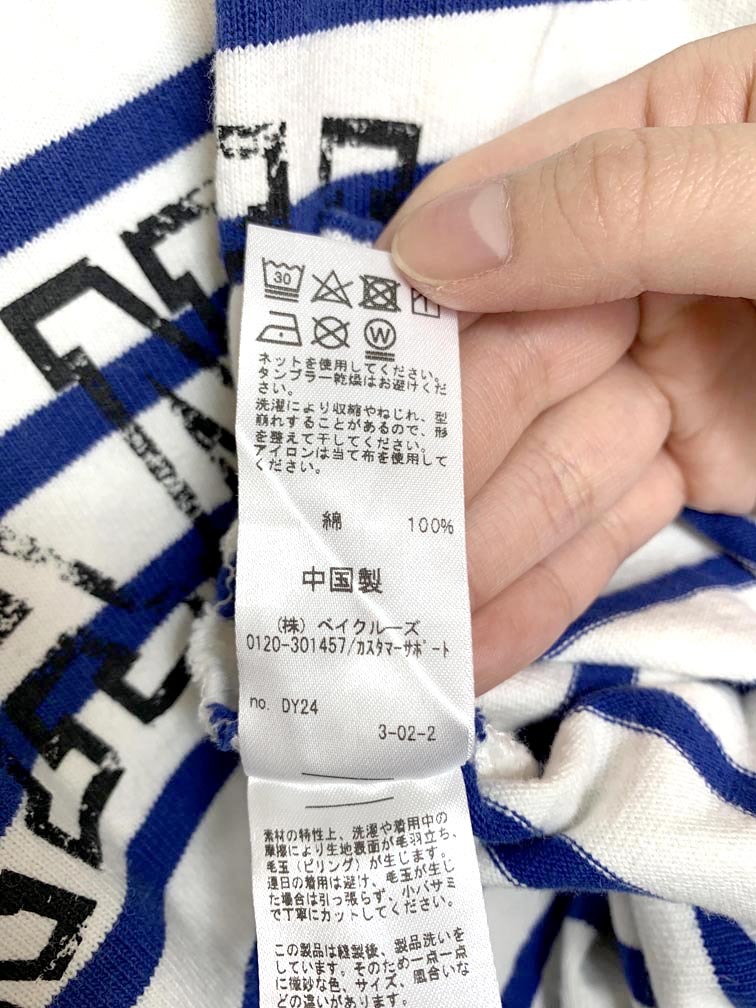 30
W
ネットを使用してください。
タンブラー乾燥はお避けくだ
さい。
洗濯により収縮やねじれ、型
崩れすることがあるので、形
を整えて干してください。
アイロンは当て布を使用して
ください。
綿 100%
中国製
(株) ベイクルーズ
0120-301457/カスタマーサポート
no. DY24
3-02-2
素材の特性上、洗濯や着用中の
摩擦により生地表面が毛羽立ち、
毛玉(ピリング)が生じます。
連日の着用は避け、毛玉が生じ
た場合は引っ張らず、小バサミ
で丁寧にカットしてください。
この製品は縫製後、製品洗いを
しています。そのため一点一点
に微妙な色、サイズ、風合いな
どの違いがあります。